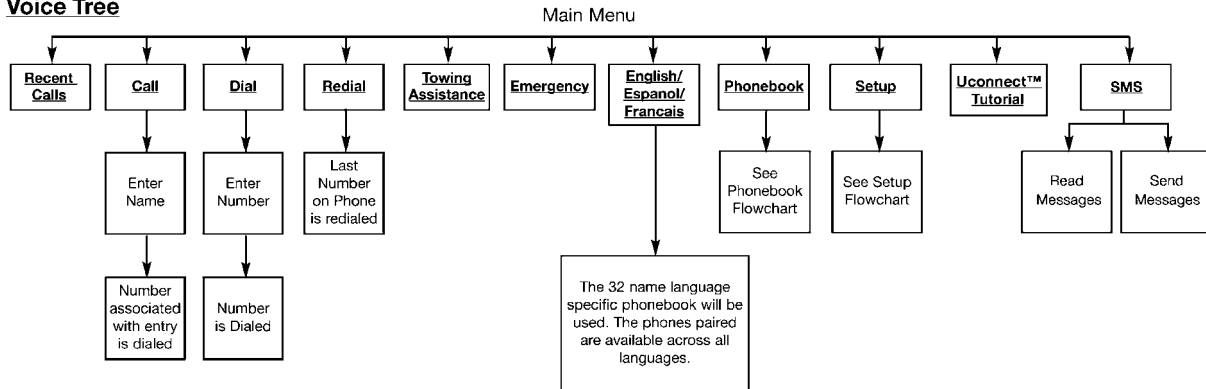 Voice Tree
Main Menu
Recent
Calls
Call
Dial
Redial
Towing
Assistance
Emergency
English/
Espanol/
Francais
Phonebook
Setup
Uconnect™
Tutorial
SMS
Enter
Name
Enter
Number
Last
Number
on Phone
is redialed
See
Phonebook
Flowchart
See Setup
Flowchart
Read
Messages
Send
Messages
Number
associated
with entry
is dialed
Number
is Dialed
The 32 name language
specific phonebook will be
used. The phones paired
are available across all
languages.